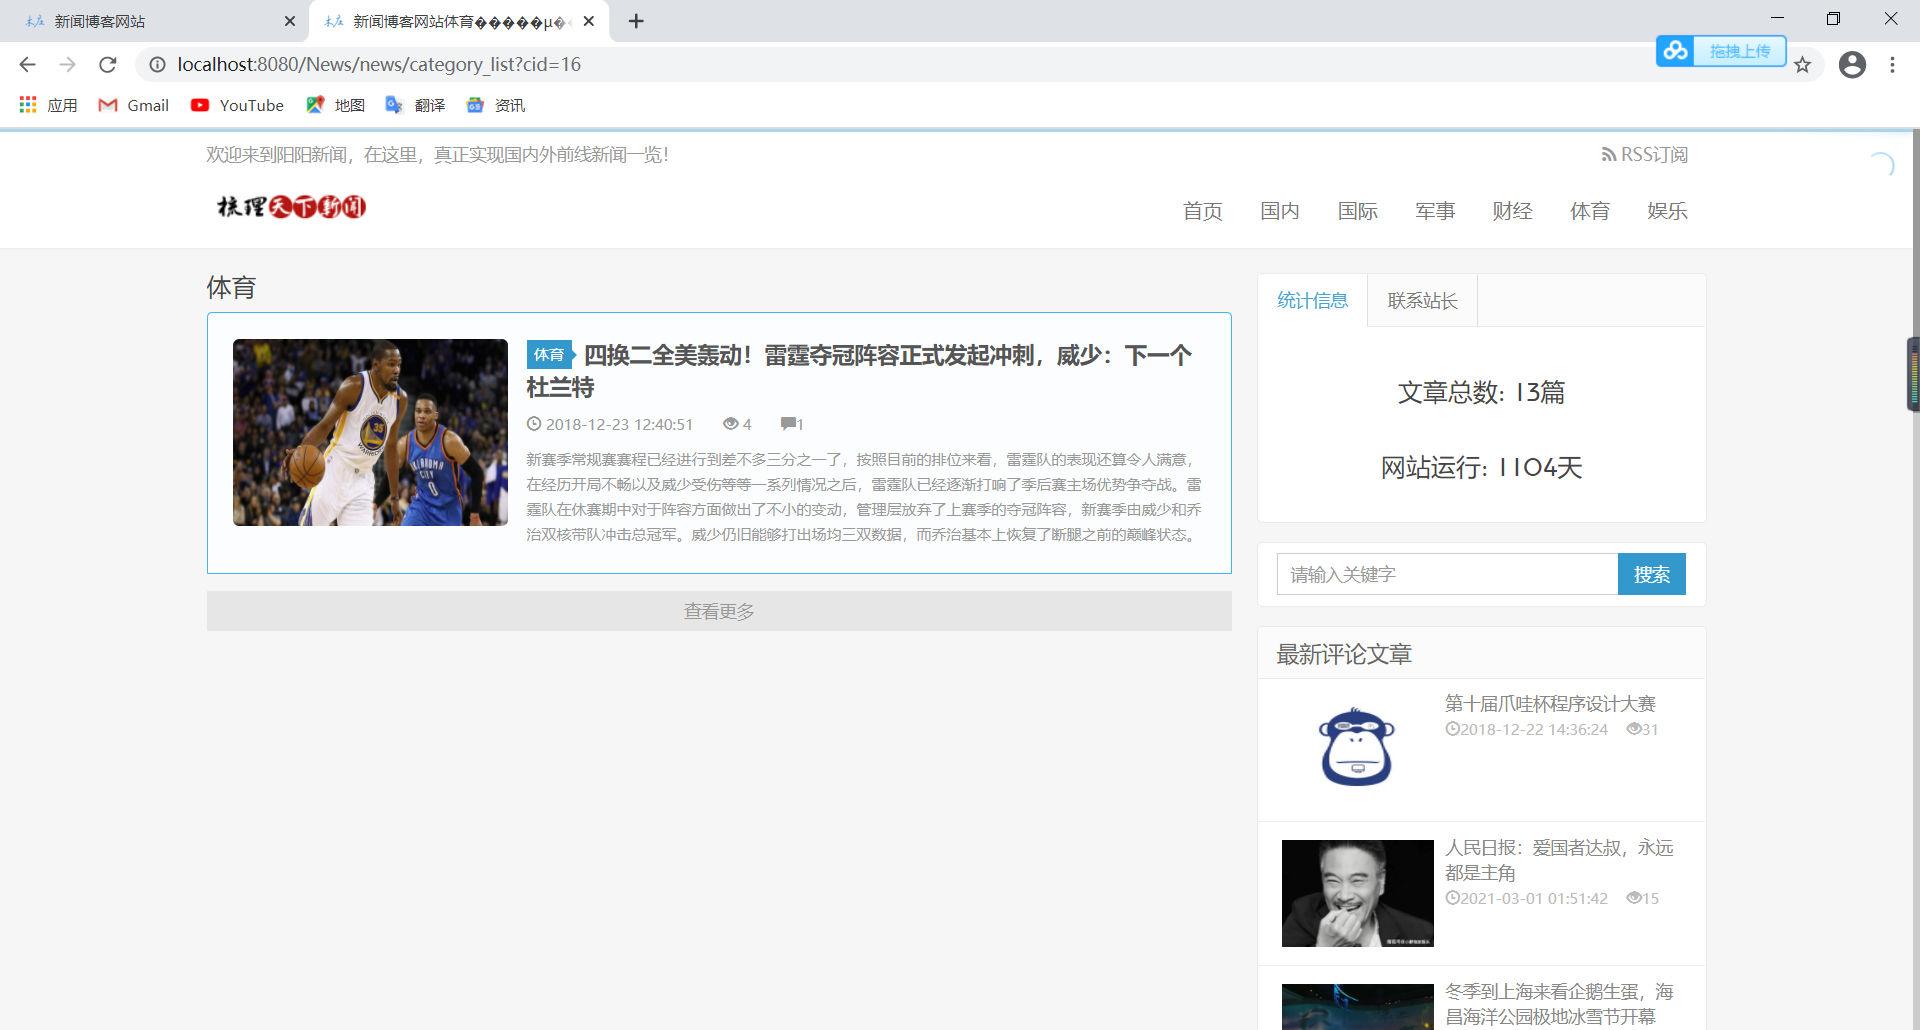 新闻博客网站
新闻博客网站体育�����µ�
拖拽上传
localhost:8080/News/news/category_list?cid=16
应用 Gmail YouTube 地图 翻译 资讯
欢迎来到阳阳新闻，在这里，真正实现国内外前线新闻一览！
RSS订阅
梳理天下新闻
首页 国内 国际 军事 财经 体育 娱乐
体育
体育 四换二全美轰动！雷霆夺冠阵容正式发起冲刺，威少：下一个
杜兰特
2018-12-23 12:40:51 4 1
新赛季常规赛赛程已经进行到差不多三分之一了，按照目前的排位来看，雷霆队的表现还算令人满意，
在经历开局不畅以及威少受伤等等一系列情况之后，雷霆队已经逐渐打响了季后赛主场优势争夺战。雷
霆队在休赛期中对于阵容方面做出了不小的变动，管理层放弃了上赛季的夺冠阵容，新赛季由威少和乔
治双核带队冲击总冠军。威少仍旧能够打出场均三双数据，而乔治基本上恢复了断腿之前的巅峰状态。
WARRIORS
35
OKLAHOMA
CITY
0
查看更多
统计信息 联系站长
文章总数: 13篇
网站运行: 1104天
请输入关键字 搜索
最新评论文章
第十届爪哇杯程序设计大赛
2018-12-22 14:36:24 31
人民日报：爱国者达叔，永远
都是主角
2021-03-01 01:51:42 15
冬季到上海来看企鹅生蛋，海
昌海洋公园极地冰雪节开幕